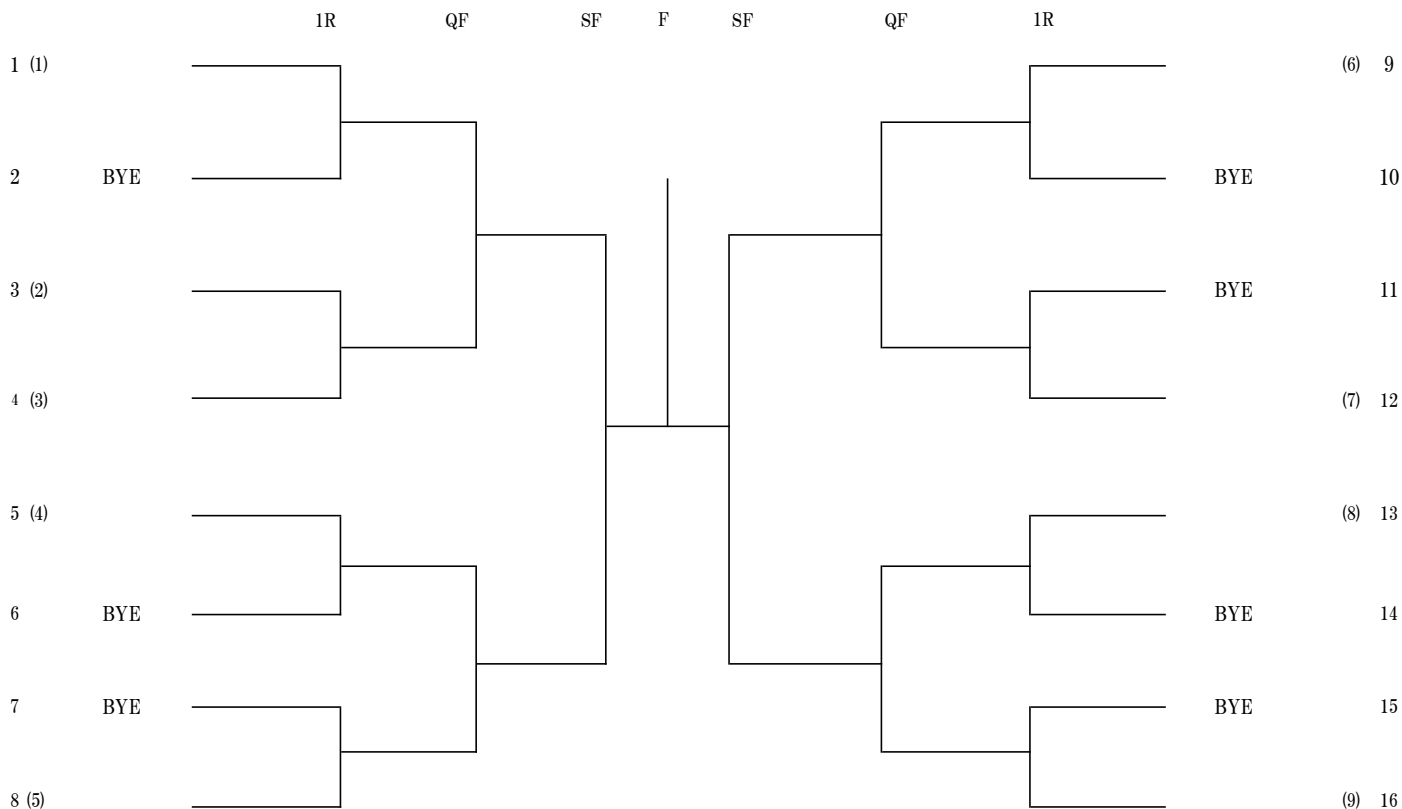 1R QF SF F SF QF 1R
1 (1) (6) 9
2 BYE BYE 10
3 (2) BYE 11
4 (3) (7) 12
5 (4) (8) 13
6 BYE BYE 14
7 BYE BYE 15
8 (5) (9) 16